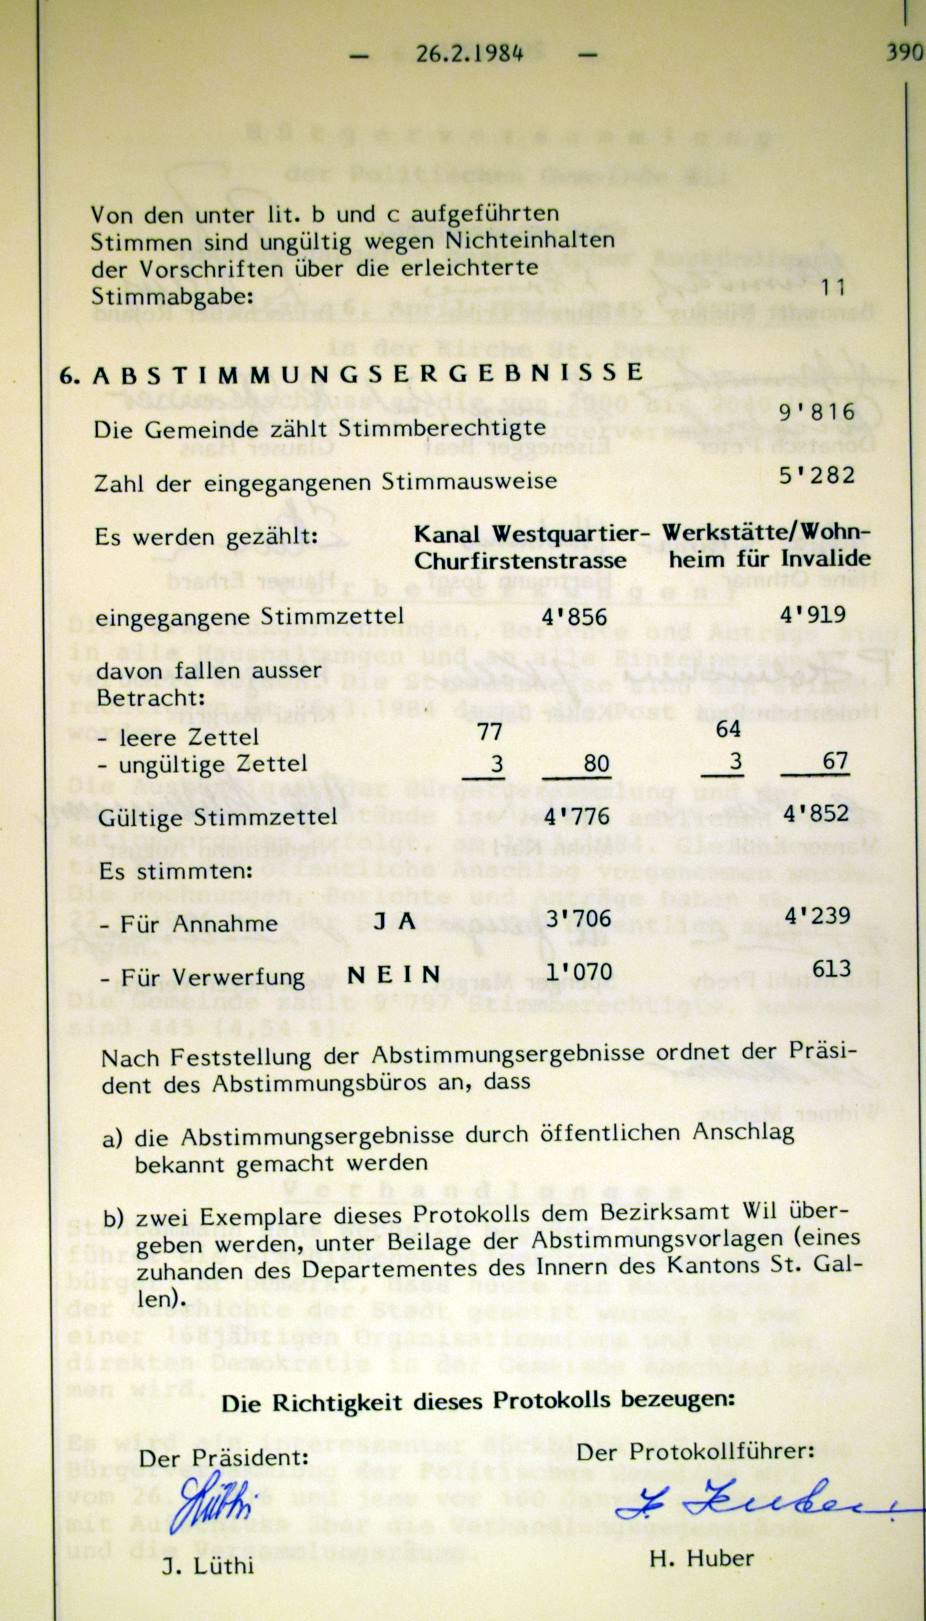 — 26.2.1984 — 390
Von den unter lit. b und c aufgeführten
Stimmen sind ungültig wegen Nichteinhalten
der Vorschriften über die erleichterte
Stimmabgabe: 11
6. ABSTIMMUNGSERGEBNISSE
Die Gemeinde zählt Stimmberechtigte 9'816
Zahl der eingegangenen Stimmausweise 5'282
Es werden gezählt: Kanal Westquartier- Werkstätte/Wohn-
Churfirstenstrasse heim für Invalide
eingegangene Stimmzettel 4'856 4'919
davon fallen ausser
Betracht:
- leere Zettel 77 64
- ungültige Zettel 3 80 3 67
Gültige Stimmzettel 4'776 4'852
Es stimmten:
- Für Annahme JA 3'706 4'239
- Für Verwerfung NEIN 1'070 613
Nach Feststellung der Abstimmungsergebnisse ordnet der Präsi-
dent des Abstimmungsbüros an, dass
a) die Abstimmungsergebnisse durch öffentlichen Anschlag
bekannt gemacht werden
b) zwei Exemplare dieses Protokolls dem Bezirksamt Wil über-
geben werden, unter Beilage der Abstimmungsvorlagen (eines
zuhanden des Departementes des Innern des Kantons St. Gal-
len).
Die Richtigkeit dieses Protokolls bezeugen:
Der Präsident: Der Protokollführer:
Lüthi H. Huber
J. Lüthi H. Huber